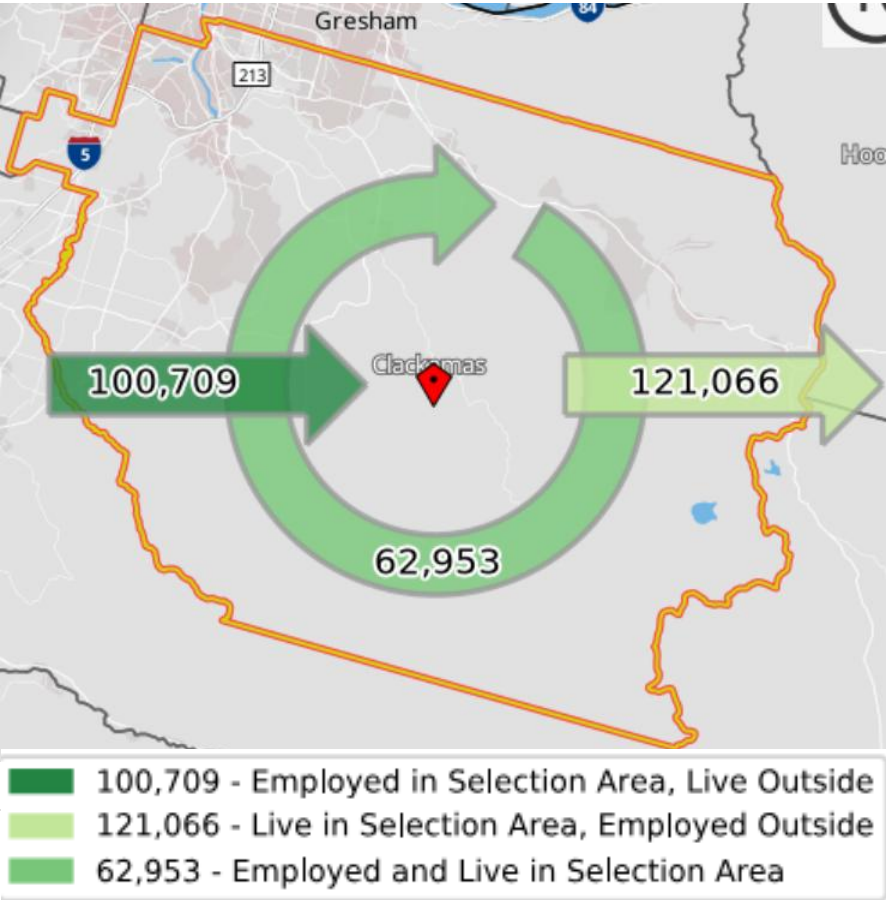 Gresham
84
213
5
Hoo
Clackamas
100,709
121,066
62,953
100,709 - Employed in Selection Area, Live Outside
121,066 - Live in Selection Area, Employed Outside
62,953 - Employed and Live in Selection Area